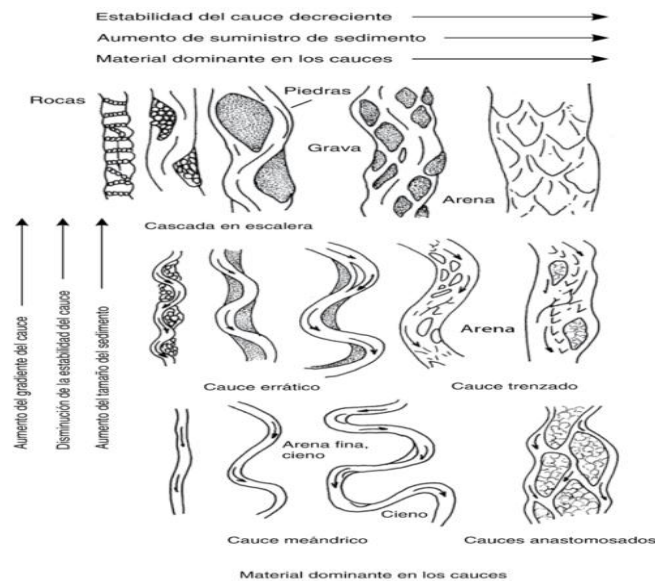 Estabilidad del cauce decreciente
Aumento de suministro de sedimento
Material dominante en los cauces
Rocas
Piedras
Grava
Arena
Cascada en escalera
Aumento del gradiente del cauce
Disminución de la estabilidad del cauce
Aumento del tamaño del sedimento
Arena
Cauce errático
Cauce trenzado
Arena fina,
cieno
Cieno
Cauce meándrico
Cauces anastomosados
Material dominante en los cauces